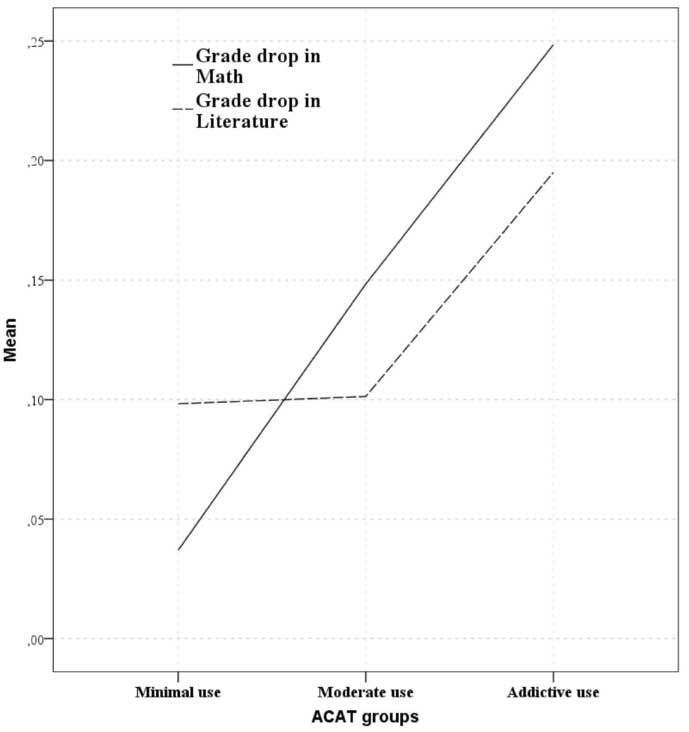 ,25
Grade drop in
Math
Grade drop in
Literature
,20
,15
Mean
,10
,05
,00
Minimal use Moderate use Addictive use
ACAT groups